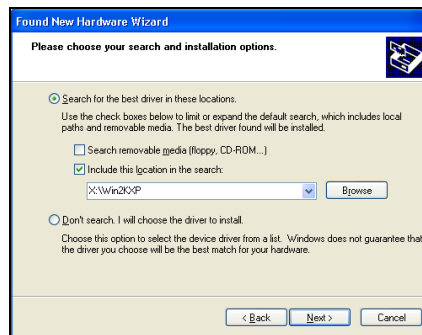 Found New Hardware Wizard
Please choose your search and installation options.
Search for the best driver in these locations.
Use the check boxes below to limit or expand the default search, which includes local
paths and removable media. The best driver found will be installed.
Search removable media (floppy, CD-ROM...)
Include this location in the search:
X:\Win2KXP
Browse
Don't search. I will choose the driver to install.
Choose this option to select the device driver from a list. Windows does not guarantee that
the driver you choose will be the best match for your hardware.
< Back
Next >
Cancel